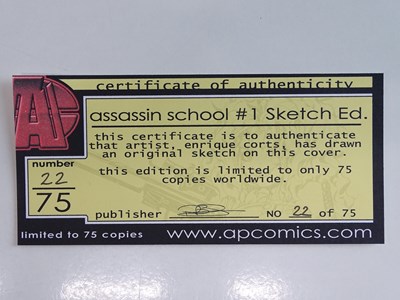 certificate of authenticity
AP
assassin school #1 Sketch Ed.
this certificate is to authenticate
that artist, enrique corts, has drawn
an original sketch on this cover.
this edition is limited to only 75
copies worldwide.
number
22
75
publisher NO 22 of 75
limited to 75 copies
www.apcomics.com